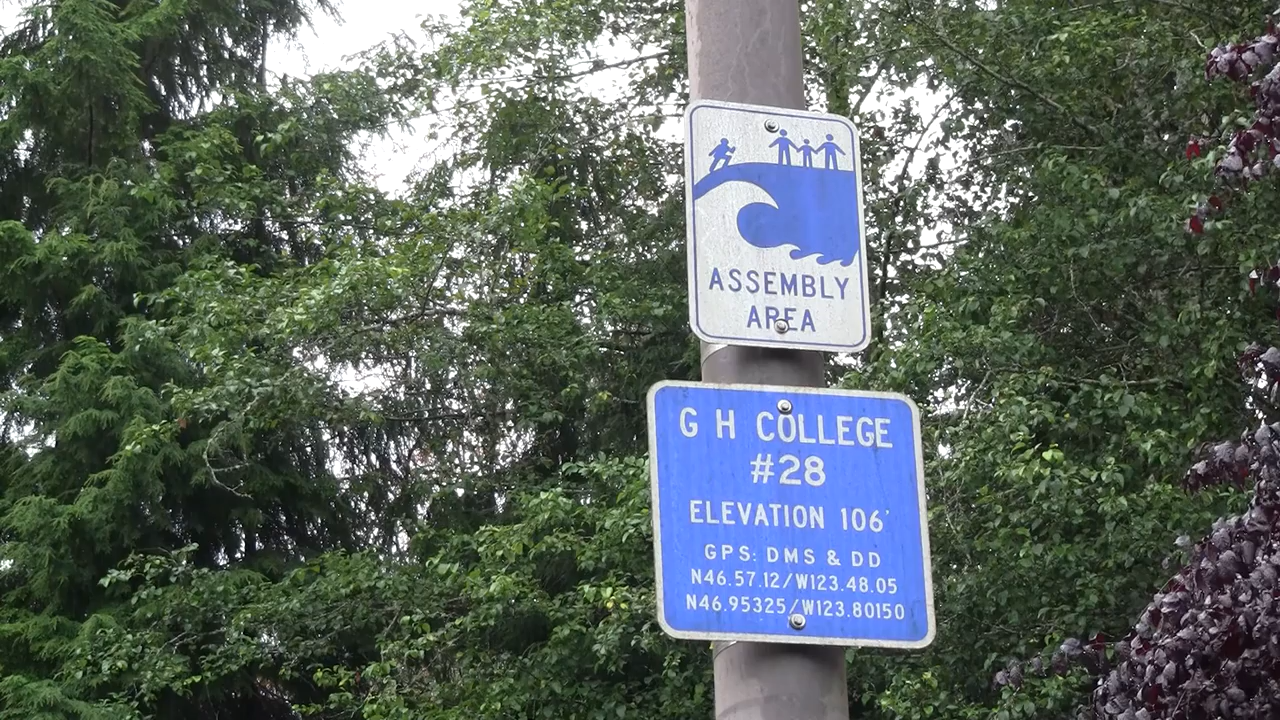 ASSEMBLY
AREA
G H COLLEGE
#28
ELEVATION 106'
GPS: DMS & DD
N46.57.12/W123.48.05
N46.95325/W123.80150